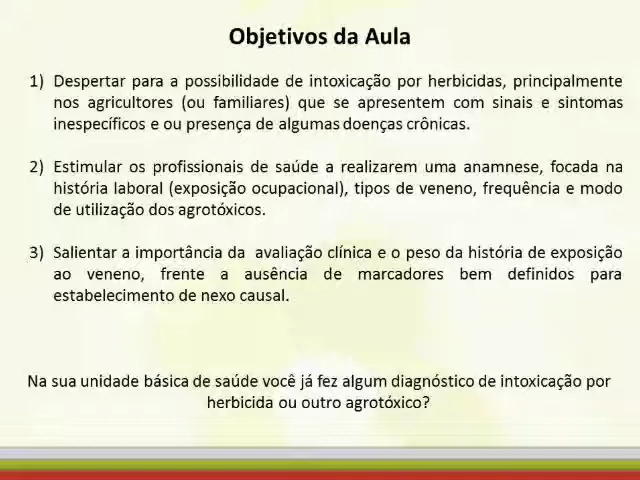 Objetivos da Aula
1) Despertar para a possibilidade de intoxicação por herbicidas, principalmente
nos agricultores (ou familiares) que se apresentem com sinais e sintomas
inespecíficos e ou presença de algumas doenças crônicas.
2) Estimular os profissionais de saúde a realizarem uma anamnese, focada na
história laboral (exposição ocupacional), tipos de veneno, frequência e modo
de utilização dos agrotóxicos.
3) Salientar a importância da avaliação clínica e o peso da história de exposição
ao veneno, frente a ausência de marcadores bem definidos para
estabelecimento de nexo causal.
Na sua unidade básica de saúde você já fez algum diagnóstico de intoxicação por
herbicida ou outro agrotóxico?